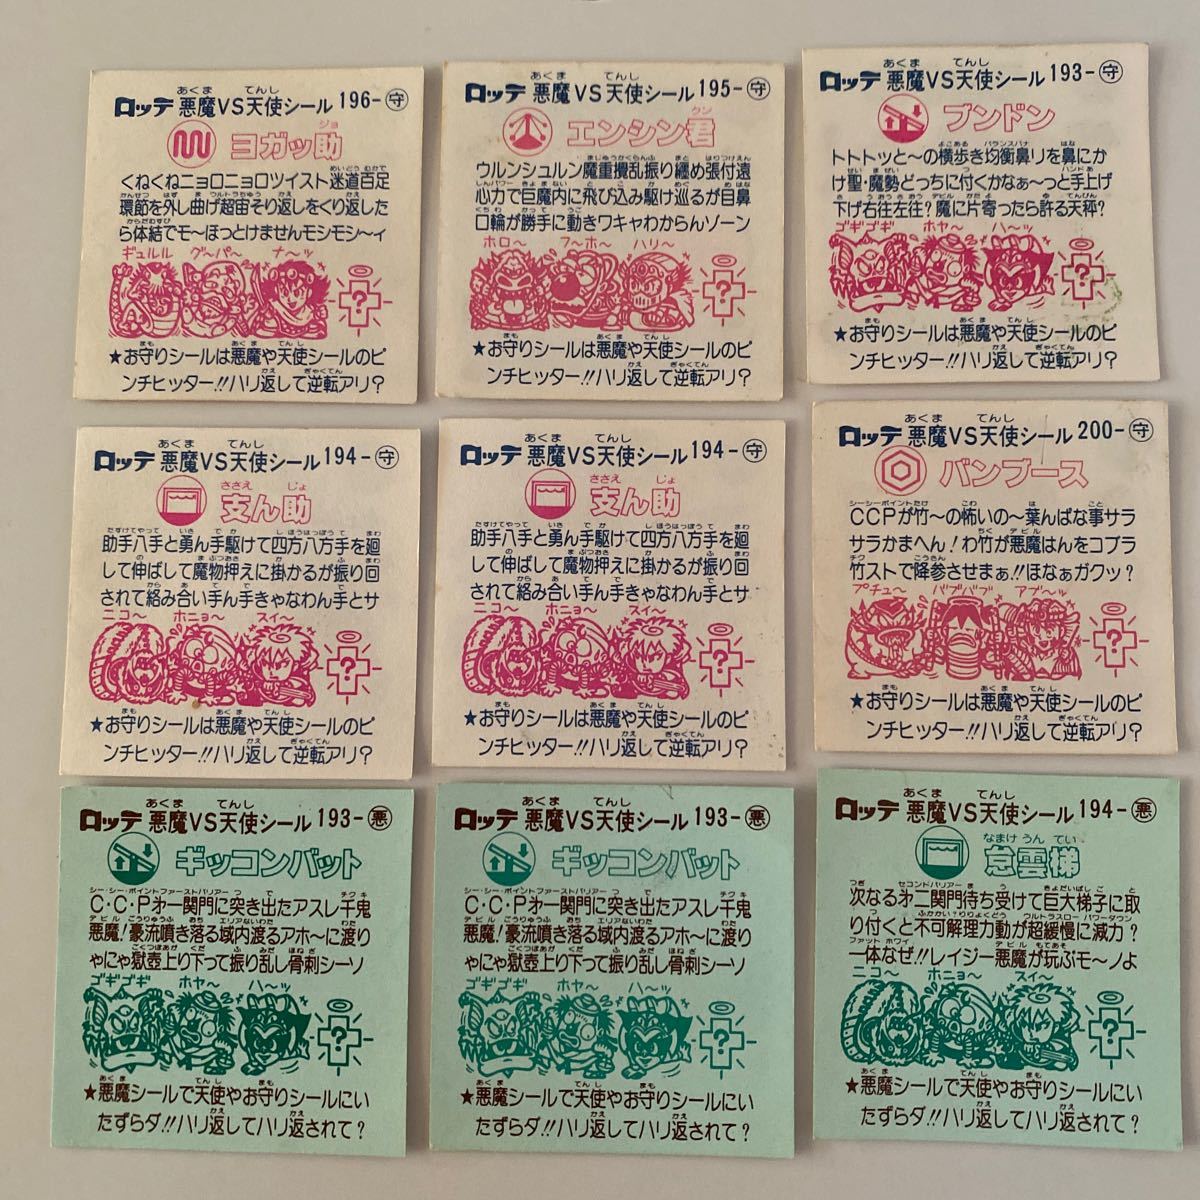 ロッテ 悪魔VS天使シール 196-守
ヨガッ助
くねくねニョロニョロツイスト迷道百足
環節を外し曲げ超宙そり返しをくり返した
ら体結でモ〜ほっとけませんモシモシ〜ィ
ギュルル グ〜パ〜 ナ〜ッ
?
★お守りシールは悪魔や天使シールのピ
ンチヒッター!!ハリ返して逆転アリ?
ロッテ 悪魔VS天使シール 195-守
エンシン君
ウルンシュルン魔重攪乱振り纏め張付遠
心力で巨魔内に飛び込み駆け巡るが目鼻
口輪が勝手に動きワキャわからんゾーン
ホロ〜 フ〜ホ〜 ハリ〜
?
★お守りシールは悪魔や天使シールのピ
ンチヒッター!!ハリ返して逆転アリ?
ロッテ 悪魔VS天使シール 193-守
ブンドン
トトトッと〜の横歩き均衡鼻リを鼻にか
け聖・魔勢どっちに付くかなぁ〜っと手上げ
下げ右往左往?魔に片寄ったら許る天秤?
ゴギゴギ ホヤ〜 ハ〜ッ
?
★お守りシールは悪魔や天使シールのピ
ンチヒッター!!ハリ返して逆転アリ?
ロッテ 悪魔VS天使シール 194-守
支ん助
助手八手と勇ん手駆けて四方八方手を廻
して伸ばして魔物押えに掛かるが振り回
されて絡み合い手ん手きゃなわん手とサ
ニコ〜 ホニョ〜 スィ〜
?
★お守りシールは悪魔や天使シールのピ
ンチヒッター!!ハリ返して逆転アリ?
ロッテ 悪魔VS天使シール 194-守
支ん助
助手八手と勇ん手駆けて四方八方手を廻
して伸ばして魔物押えに掛かるが振り回
されて絡み合い手ん手きゃなわん手とサ
ニコ〜 ホニョ〜 スィ〜
?
★お守りシールは悪魔や天使シールのピ
ンチヒッター!!ハリ返して逆転アリ?
ロッテ 悪魔VS天使シール 200-守
バンブース
CCPが竹〜の怖いの〜葉んばな事サラ
サラかまへん!わ竹が悪魔はんをコブラ
竹ストで降参させまぁ!!ほなぁガクッ?
プチュ〜 バブバブ アブ〜ッ
?
★お守りシールは悪魔や天使シールのピ
ンチヒッター!!ハリ返して逆転アリ?
ロッテ 悪魔VS天使シール 193-悪
ギッコンバット
C・C・P㐧一関門に突き出たアスレ千鬼
悪魔!豪流噴き落る域内渡るアホ〜に渡り
ゃにゃ獄壺上り下って振り乱し骨刺シーソ
ゴギゴギ ホヤ〜 ハ〜ッ
?
★悪魔シールで天使やお守りシールにい
たずらダ!!ハリ返してハリ返されて?
ロッテ 悪魔VS天使シール 193-悪
ギッコンバット
C・C・P㐧一関門に突き出たアスレ千鬼
悪魔!豪流噴き落る域内渡るアホ〜に渡り
ゃにゃ獄壺上り下って振り乱し骨刺シーソ
ゴギゴギ ホヤ〜 ハ〜ッ
?
★悪魔シールで天使やお守りシールにい
たずらダ!!ハリ返してハリ返されて?
ロッテ 悪魔VS天使シール 194-悪
怠雲梯
次なる㐧二関門待ち受けて巨大梯子に取
り付くと不可解理力動が超緩慢に減力?
一体なぜ!!レイジー悪魔が玩ぶモ〜ノよ
ニコ〜 ホニョ〜 スィ〜
?
★悪魔シールで天使やお守りシールにい
たずらダ!!ハリ返してハリ返されて?